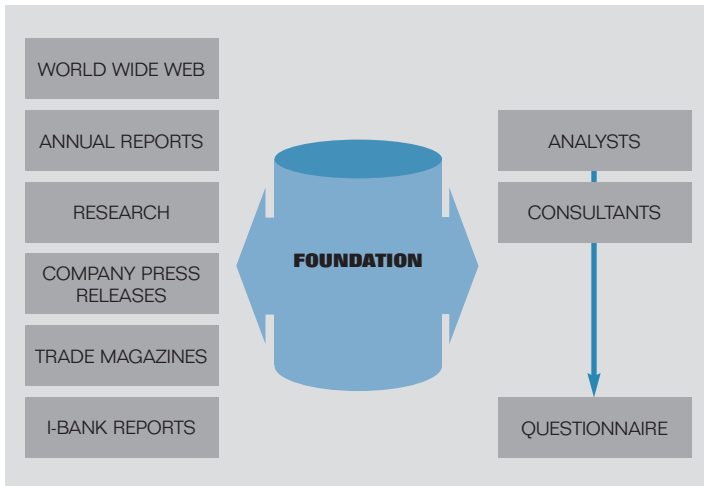 WORLD WIDE WEB
ANNUAL REPORTS
RESEARCH
COMPANY PRESS
RELEASES
TRADE MAGAZINES
I-BANK REPORTS
FOUNDATION
ANALYSTS
CONSULTANTS
QUESTIONNAIRE